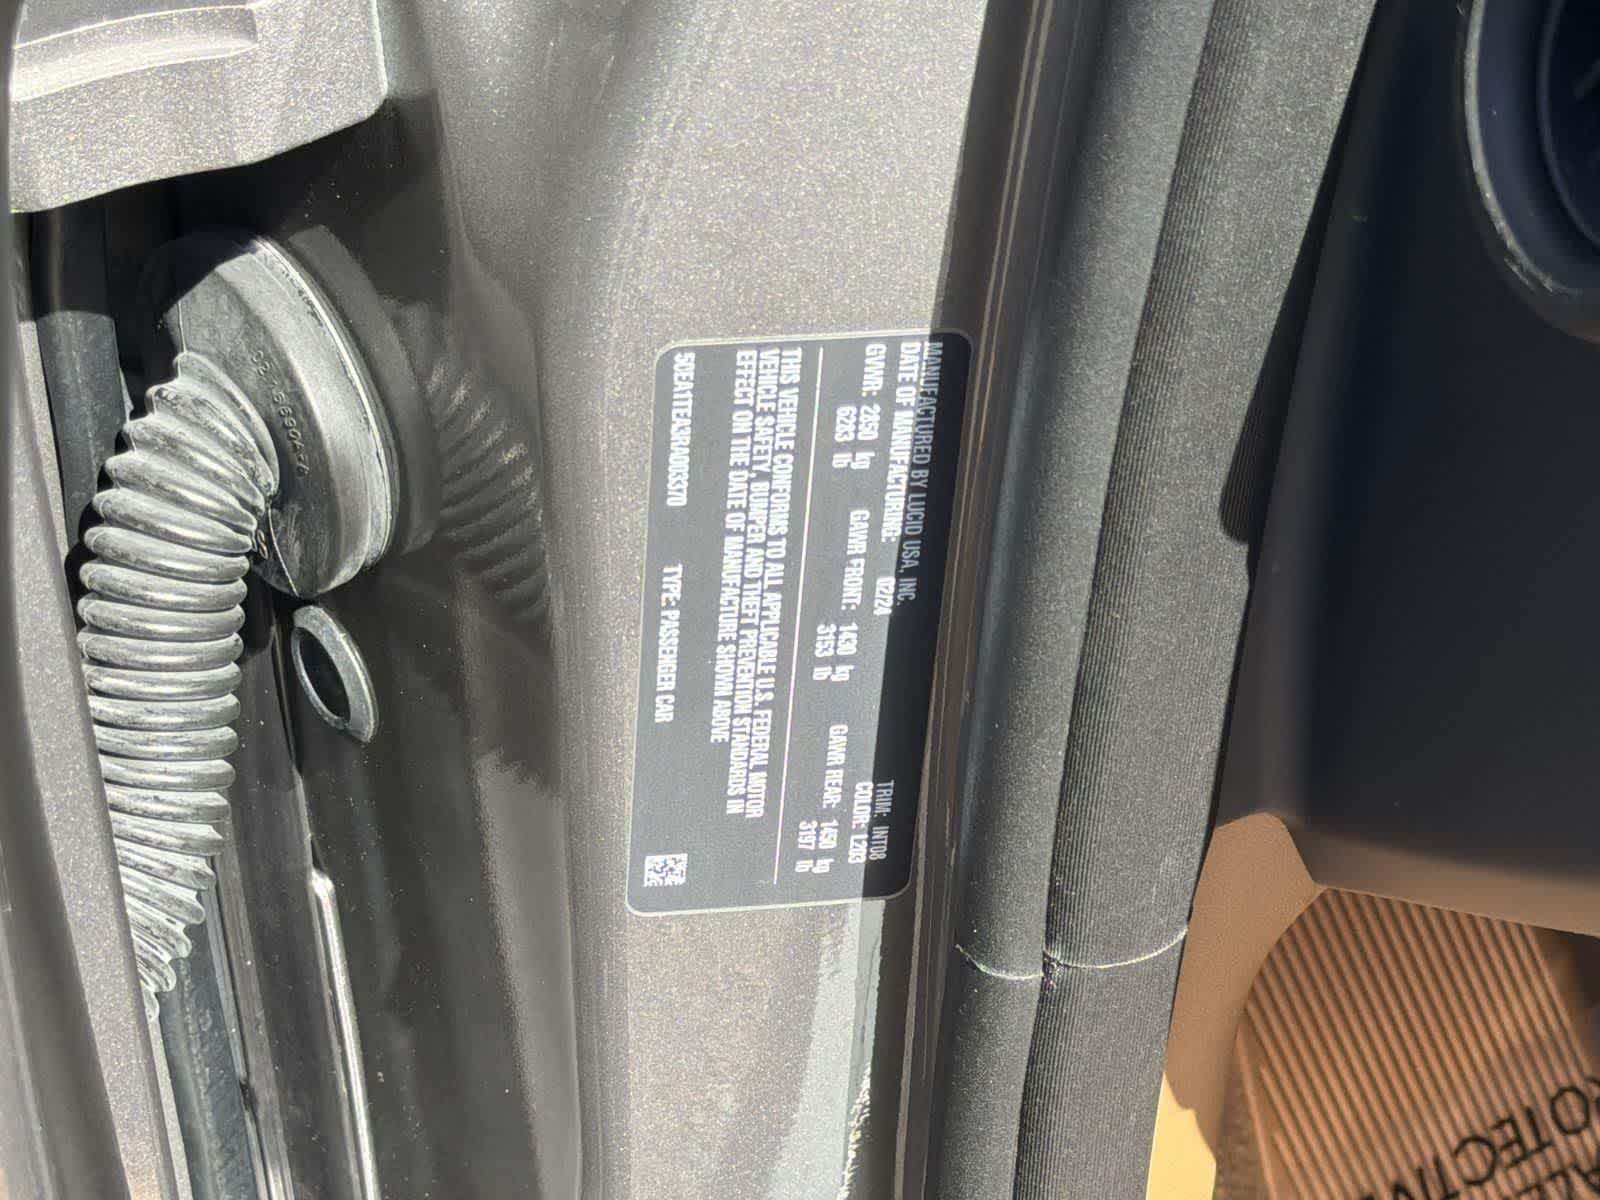 MANUFACTURED BY LUCID USA, INC.
DATE OF MANUFACTURING: 02/24
TRIM: INT08
COLOR: L203
GVWR: 2850 kg
6283 lb
GAWR FRONT: 1430 kg
3153 lb
GAWR REAR: 1450 kg
3197 lb
THIS VEHICLE CONFORMS TO ALL APPLICABLE U.S. FEDERAL MOTOR
VEHICLE SAFETY, BUMPER AND THEFT PREVENTION STANDARDS IN
EFFECT ON THE DATE OF MANUFACTURE SHOWN ABOVE
50EA1TEA2RA003370 TYPE: PASSENGER CAR